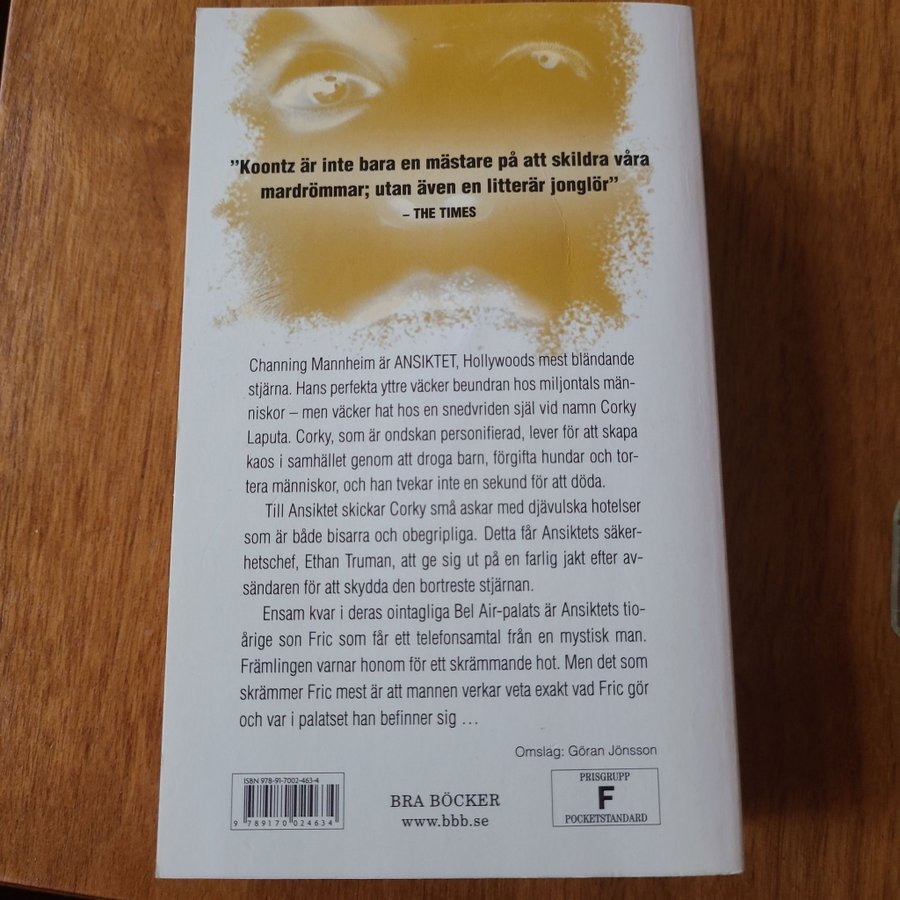 ”Koontz är inte bara en mästare på att skildra våra
mardrömmar; utan även en litterär jonglör”
– THE TIMES
Channing Mannheim är ANSIKTET, Hollywoods mest bländande
stjärna. Hans perfekta yttre väcker beundran hos miljontals män-
niskor – men väcker hat hos en snedvriden själ vid namn Corky
Laputa. Corky, som är ondskan personifierad, lever för att skapa
kaos i samhället genom att droga barn, förgifta hundar och tor-
tera människor, och han tvekar inte en sekund för att döda.
Till Ansiktet skickar Corky små askar med djävulska hotelser
som är både bisarra och obegripliga. Detta får Ansiktets säker-
hetschef, Ethan Truman, att ge sig ut på en farlig jakt efter av-
sändaren för att skydda den bortreste stjärnan.
Ensam kvar i deras ointagliga Bel Air-palats är Ansiktets tio-
årige son Fric som får ett telefonsamtal från en mystisk man.
Främlingen varnar honom för ett skrämmande hot. Men det som
skrämmer Fric mest är att mannen verkar veta exakt vad Fric gör
och var i palatset han befinner sig ...
Omslag: Göran Jönsson
ISBN 978-91-7002-463-4
9 789170 024634
BRA BÖCKER
www.bbb.se
PRISGRUPP
F
POCKETSTANDARD